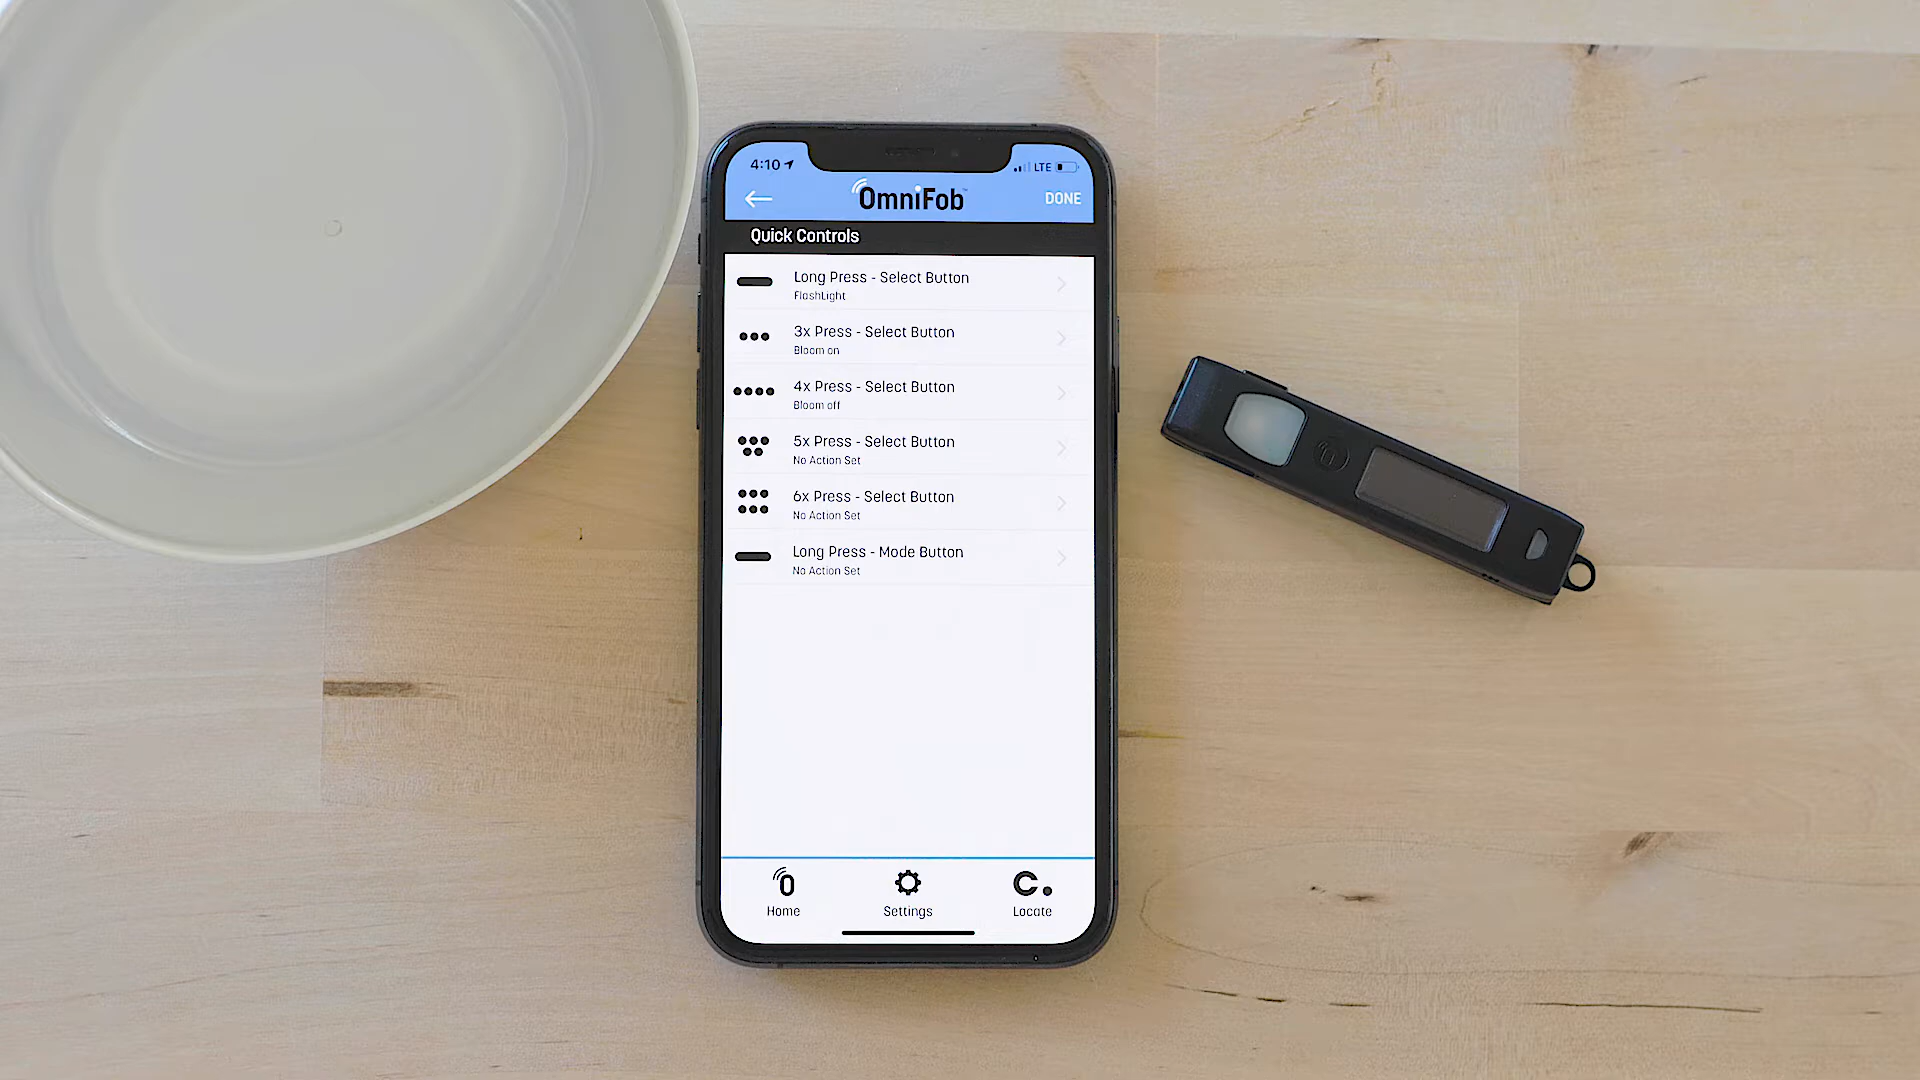 4:10
LTE
OmniFob™
DONE
Quick Controls
Long Press - Select Button
FlashLight
3x Press - Select Button
Bloom on
4x Press - Select Button
Bloom off
5x Press - Select Button
No Action Set
6x Press - Select Button
No Action Set
Long Press - Mode Button
No Action Set
Home
Settings
Locate